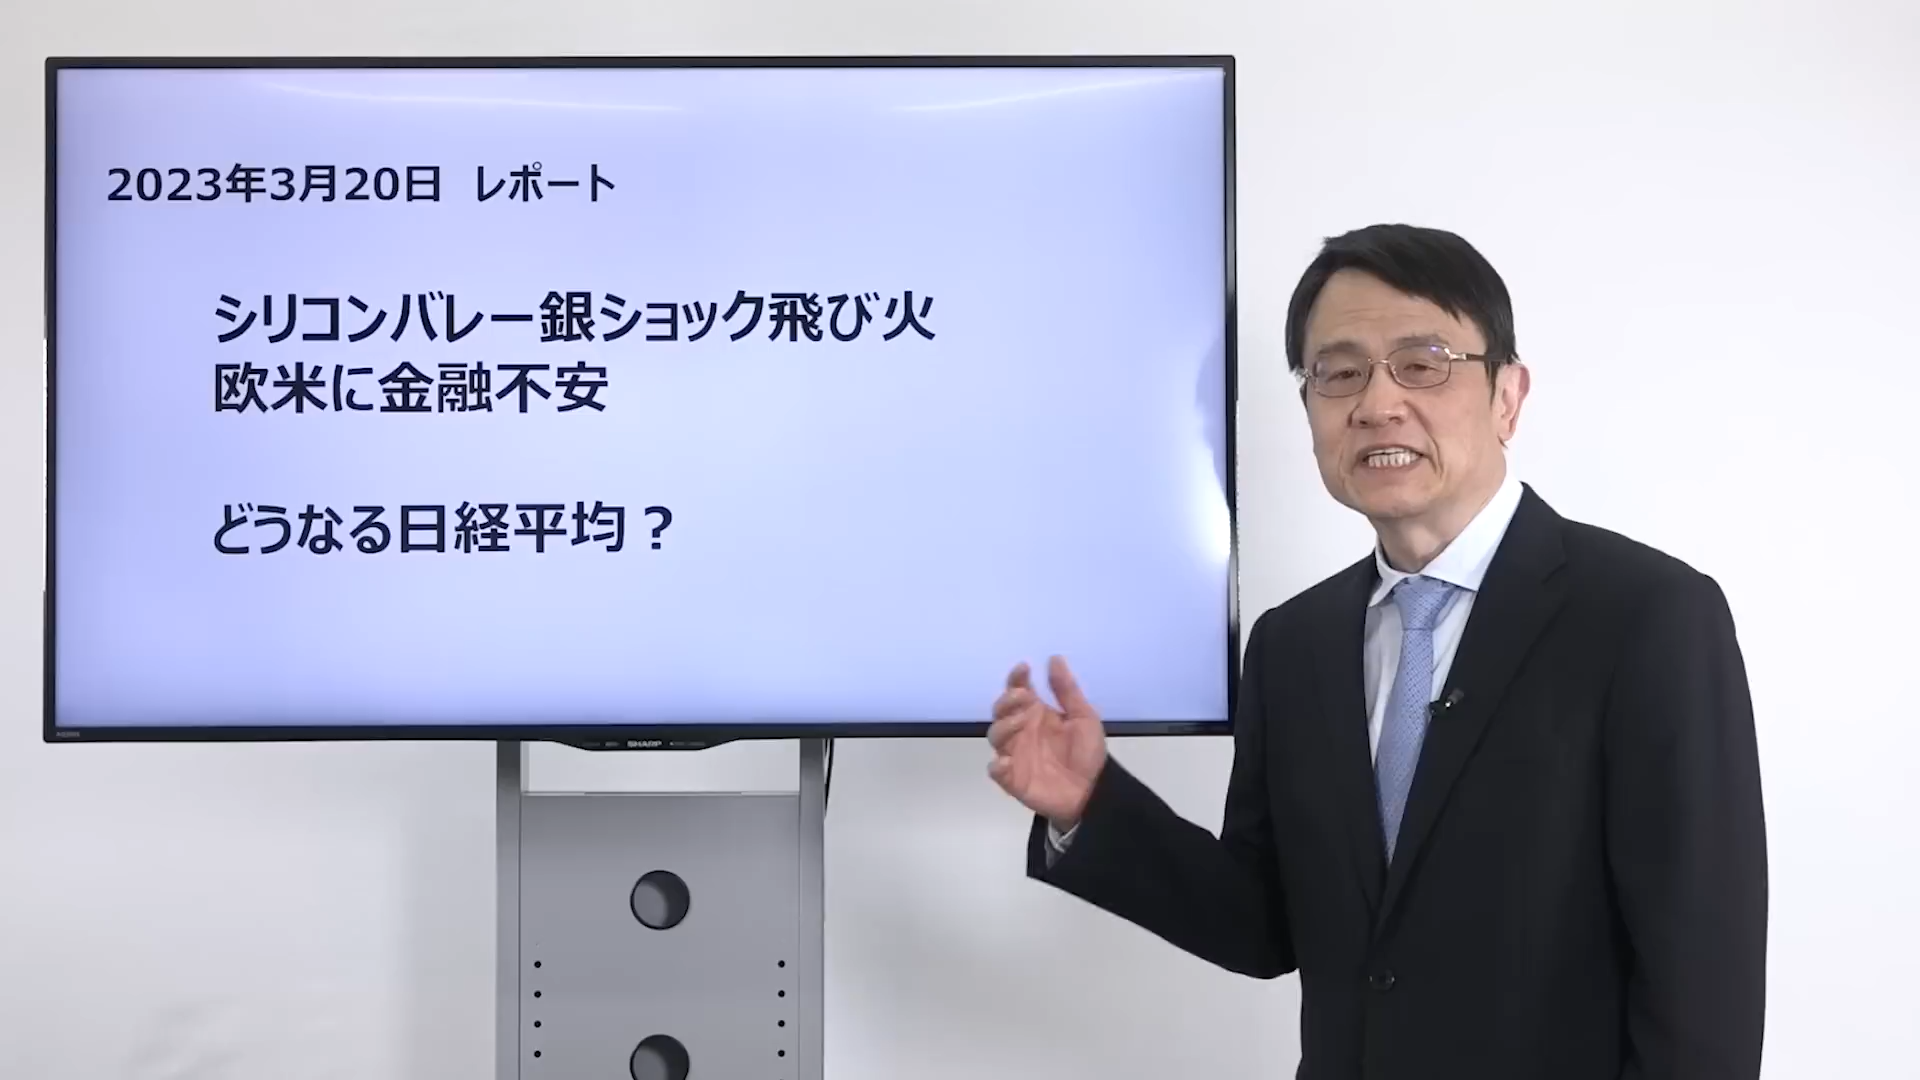 2023年3月20日 レポート
シリコンバレー銀ショック飛び火
欧米に金融不安
どうなる日経平均？
SHARP